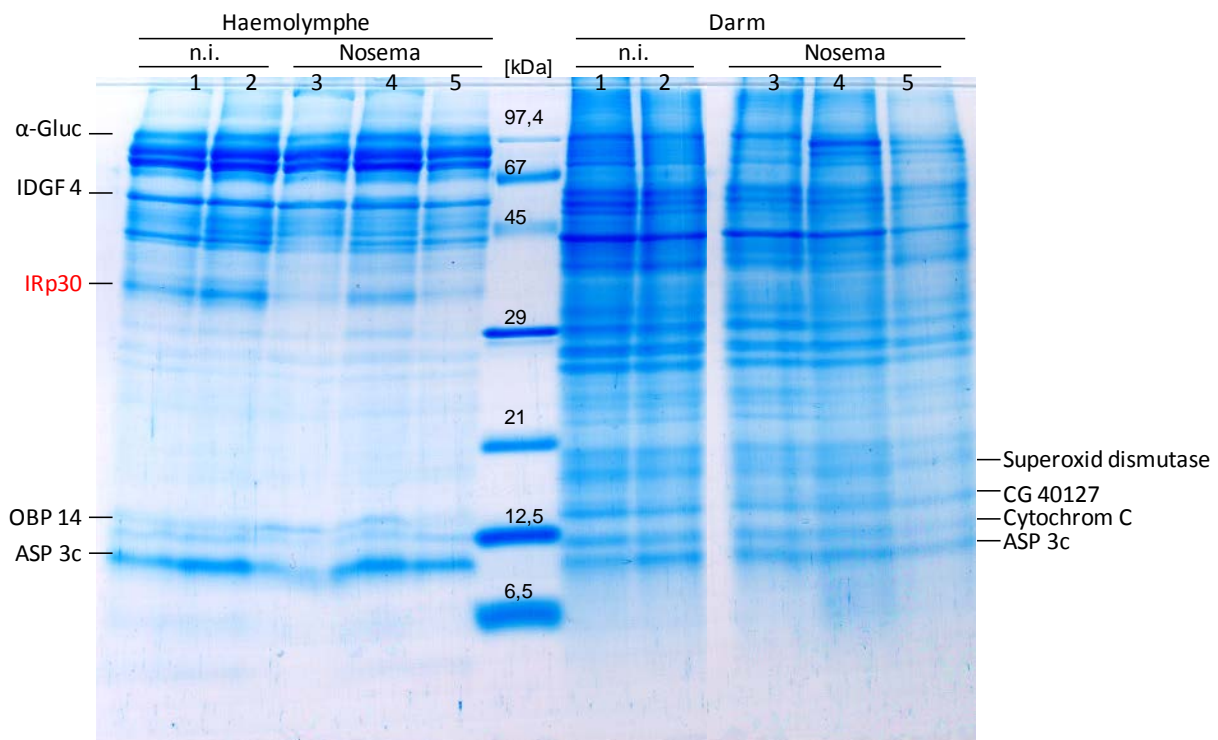 Haemolymphe Darm
n.i. Nosema n.i. Nosema
1 2 3 4 5 [kDa] 1 2 3 4 5
α-Gluc 97,4
67
IDGF 4
45
IRp30
29
21
Superoxid dismutase
CG 40127
OBP 14 12,5 Cytochrom C
ASP 3c ASP 3c
6,5